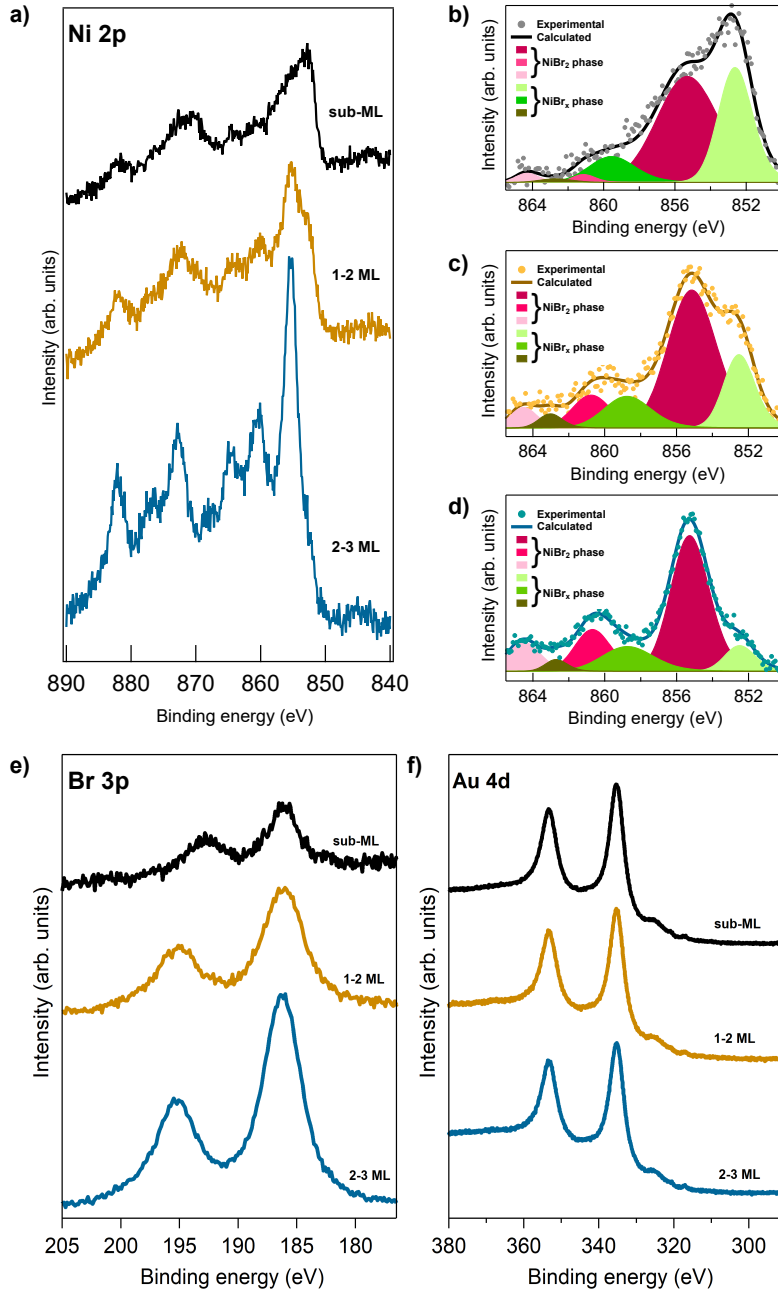 a)
Ni 2p
sub-ML
1-2 ML
2-3 ML
Intensity (arb. units)
890 880 870 860 850 840
Binding energy (eV)
b)
Experimental
Calculated
NiBr2 phase
NiBrx phase
Intensity (arb. units)
864 860 856 852
Binding energy (eV)
c)
Experimental
Calculated
NiBr2 phase
NiBrx phase
Intensity (arb. units)
864 860 856 852
Binding energy (eV)
d)
Experimental
Calculated
NiBr2 phase
NiBrx phase
Intensity (arb. units)
864 860 856 852
Binding energy (eV)
e)
Br 3p
sub-ML
1-2 ML
2-3 ML
Intensity (arb. units)
205 200 195 190 185 180
Binding energy (eV)
f)
Au 4d
sub-ML
1-2 ML
2-3 ML
Intensity (arb. units)
380 360 340 320 300
Binding energy (eV)